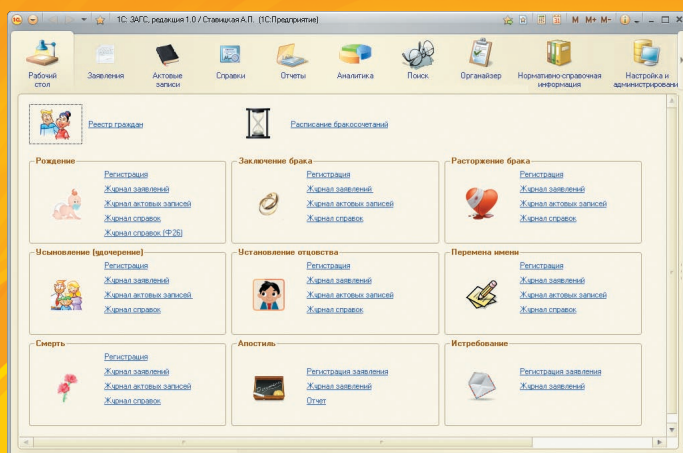 1С: ЗАГС, редакция 1.0 / Ставицкая А.П. (1С:Предприятие)
M M+ M-
Рабочий стол
Заявления
Актовые записи
Справки
Отчеты
Аналитика
Поиск
Органайзер
Нормативно-справочная информация
Настройка и администрировани
Реестр граждан
Расписание бракосочетаний
Рождение
Регистрация
Журнал заявлений
Журнал актовых записей
Журнал справок
Журнал справок (Ф26)
Заключение брака
Регистрация
Журнал заявлений
Журнал актовых записей
Журнал справок
Расторжение брака
Регистрация
Журнал заявлений
Журнал актовых записей
Журнал справок
Усыновление (удочерение)
Регистрация
Журнал заявлений
Журнал актовых записей
Журнал справок
Установление отцовства
Регистрация
Журнал заявлений
Журнал актовых записей
Журнал справок
Перемена имени
Регистрация
Журнал заявлений
Журнал актовых записей
Журнал справок
Смерть
Регистрация
Журнал заявлений
Журнал актовых записей
Журнал справок
Апостиль
Регистрация заявления
Журнал заявлений
Отчет
Истребование
Регистрация заявления
Журнал заявлений